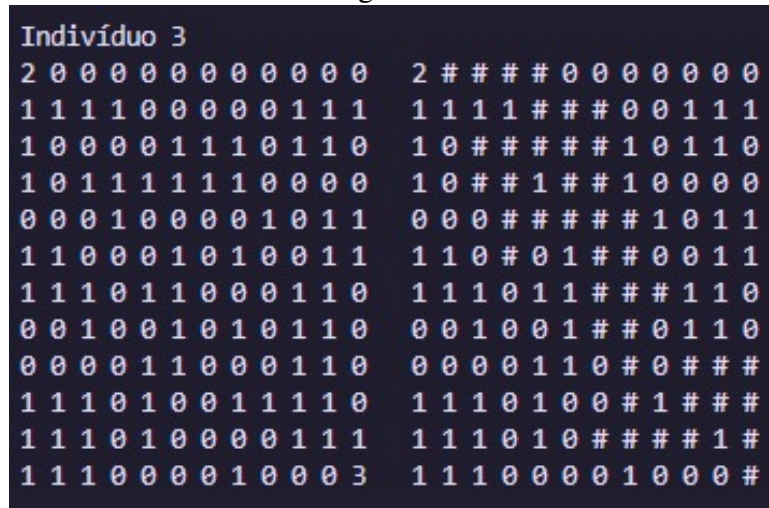 Indivíduo 3
2 0 0 0 0 0 0 0 0 0 0 0 2 # # # # 0 0 0 0 0 0 0
1 1 1 1 0 0 0 0 0 1 1 1 1 1 1 1 # # # 0 0 1 1 1
1 0 0 0 0 1 1 1 0 1 1 0 1 0 # # # # # 1 0 1 1 0
1 0 1 1 1 1 1 1 0 0 0 0 1 0 # # 1 # # 1 0 0 0 0
0 0 0 1 0 0 0 0 1 0 1 1 0 0 0 # # # # # 1 0 1 1
1 1 0 0 0 1 0 1 0 0 1 1 1 1 0 # 0 1 # # 0 0 1 1
1 1 1 0 1 1 0 0 0 1 1 0 1 1 1 0 1 1 # # # 1 1 0
0 0 1 0 0 1 0 1 0 1 1 0 0 0 1 0 0 1 # # 0 1 1 0
0 0 0 0 1 1 0 0 0 1 1 0 0 0 0 0 1 1 0 # 0 # # #
1 1 1 0 1 0 0 1 1 1 1 0 1 1 1 0 1 0 0 # 1 # # #
1 1 1 0 1 0 0 0 0 1 1 1 1 1 1 0 1 0 # # # # 1 #
1 1 1 0 0 0 0 1 0 0 0 3 1 1 1 0 0 0 0 1 0 0 0 #